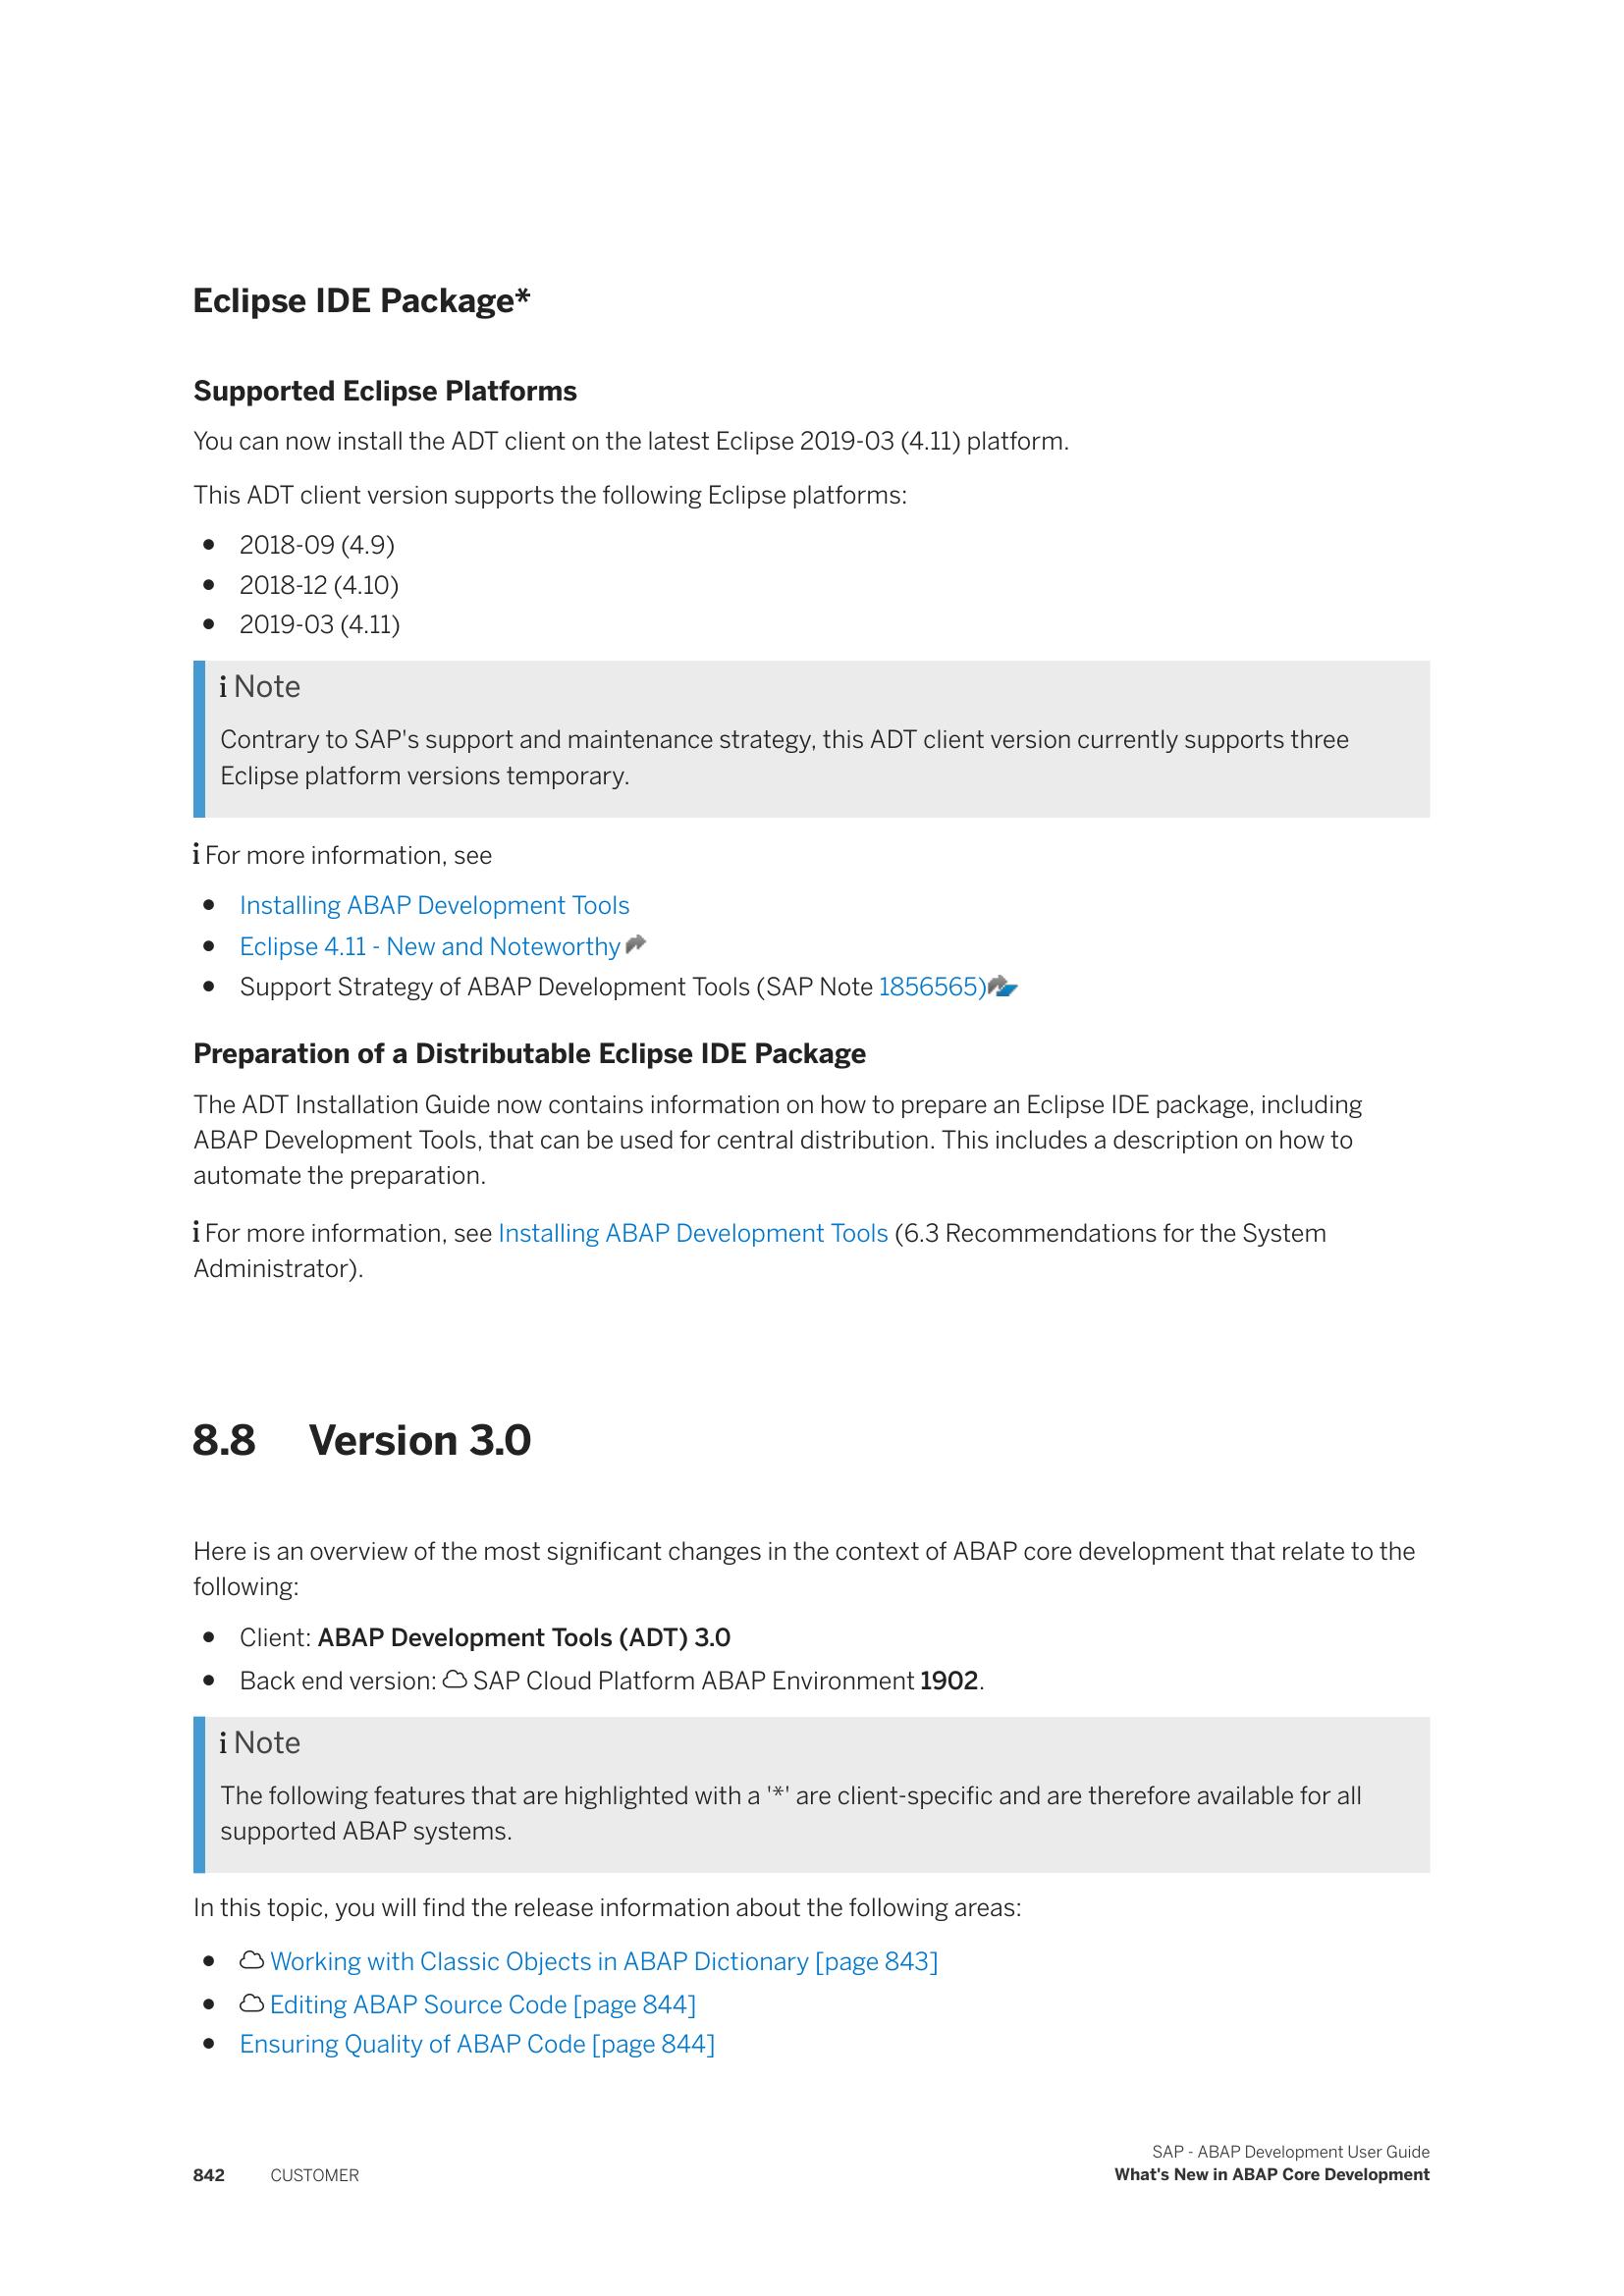 Eclipse IDE Package*
Supported Eclipse Platforms
You can now install the ADT client on the latest Eclipse 2019-03 (4.11) platform.
This ADT client version supports the following Eclipse platforms:
● 2018-09 (4.9)
● 2018-12 (4.10)
● 2019-03 (4.11)
i Note
Contrary to SAP's support and maintenance strategy, this ADT client version currently supports three
Eclipse platform versions temporary.
i For more information, see
● Installing ABAP Development Tools
● Eclipse 4.11 - New and Noteworthy
● Support Strategy of ABAP Development Tools (SAP Note 1856565)
Preparation of a Distributable Eclipse IDE Package
The ADT Installation Guide now contains information on how to prepare an Eclipse IDE package, including
ABAP Development Tools, that can be used for central distribution. This includes a description on how to
automate the preparation.
i For more information, see Installing ABAP Development Tools (6.3 Recommendations for the System
Administrator).
8.8 Version 3.0
Here is an overview of the most significant changes in the context of ABAP core development that relate to the
following:
● Client: ABAP Development Tools (ADT) 3.0
● Back end version: SAP Cloud Platform ABAP Environment 1902.
i Note
The following features that are highlighted with a '*' are client-specific and are therefore available for all
supported ABAP systems.
In this topic, you will find the release information about the following areas:
● Working with Classic Objects in ABAP Dictionary [page 843]
● Editing ABAP Source Code [page 844]
● Ensuring Quality of ABAP Code [page 844]
SAP - ABAP Development User Guide
842 CUSTOMER What's New in ABAP Core Development